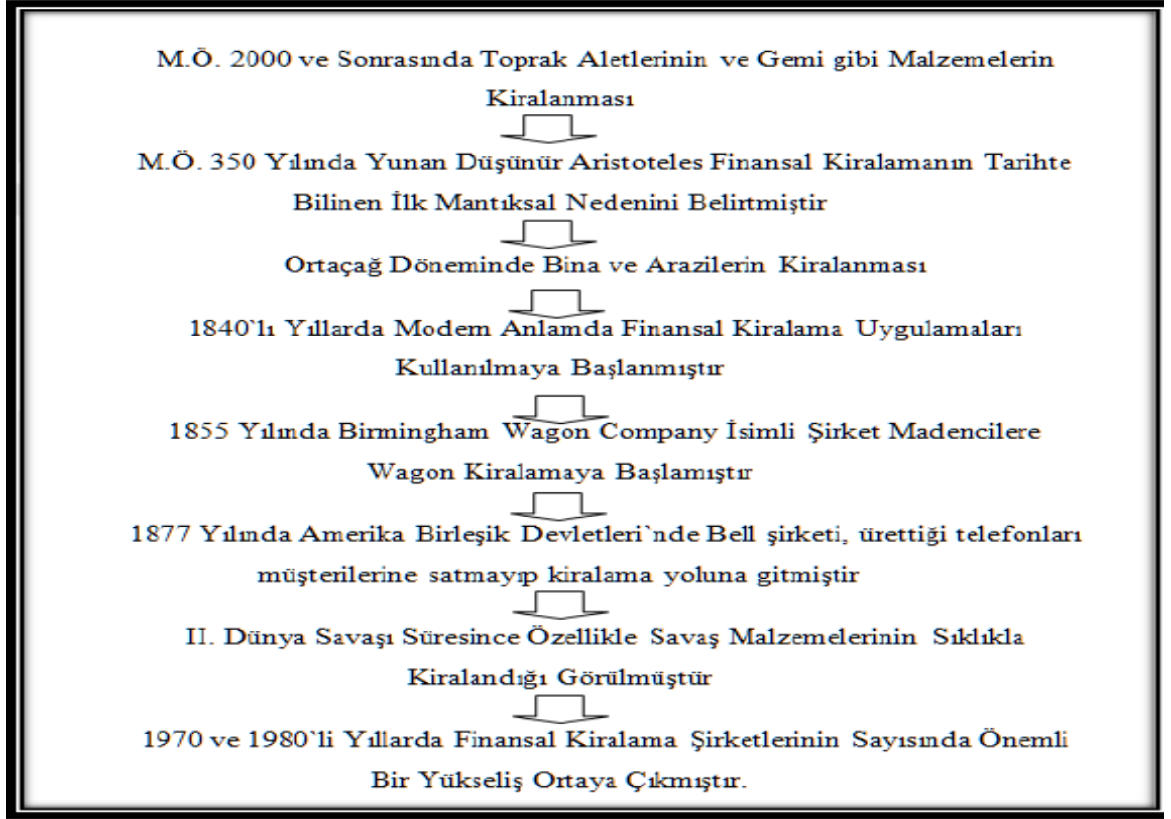 M.Ö. 2000 ve Sonrasında Toprak Aletlerinin ve Gemi gibi Malzemelerin
Kiralanması
M.Ö. 350 Yılında Yunan Düşünür Aristoteles Finansal Kiralamanın Tarihte
Bilinen İlk Mantıksal Nedenini Belirtmiştir
Ortaçağ Döneminde Bina ve Arazilerin Kiralanması
1840`lı Yıllarda Modern Anlamda Finansal Kiralama Uygulamaları
Kullanılmaya Başlanmıştır
1855 Yılında Birmingham Wagon Company İsimli Şirket Madencilere
Wagon Kiralamaya Başlamıştır
1877 Yılında Amerika Birleşik Devletleri`nde Bell şirketi, ürettiği telefonları
müşterilerine satmayıp kiralama yoluna gitmiştir
II. Dünya Savaşı Süresince Özellikle Savaş Malzemelerinin Sıklıkla
Kiralandığı Görülmüştür
1970 ve 1980`li Yıllarda Finansal Kiralama Şirketlerinin Sayısında Önemli
Bir Yükseliş Ortaya Çıkmıştır.